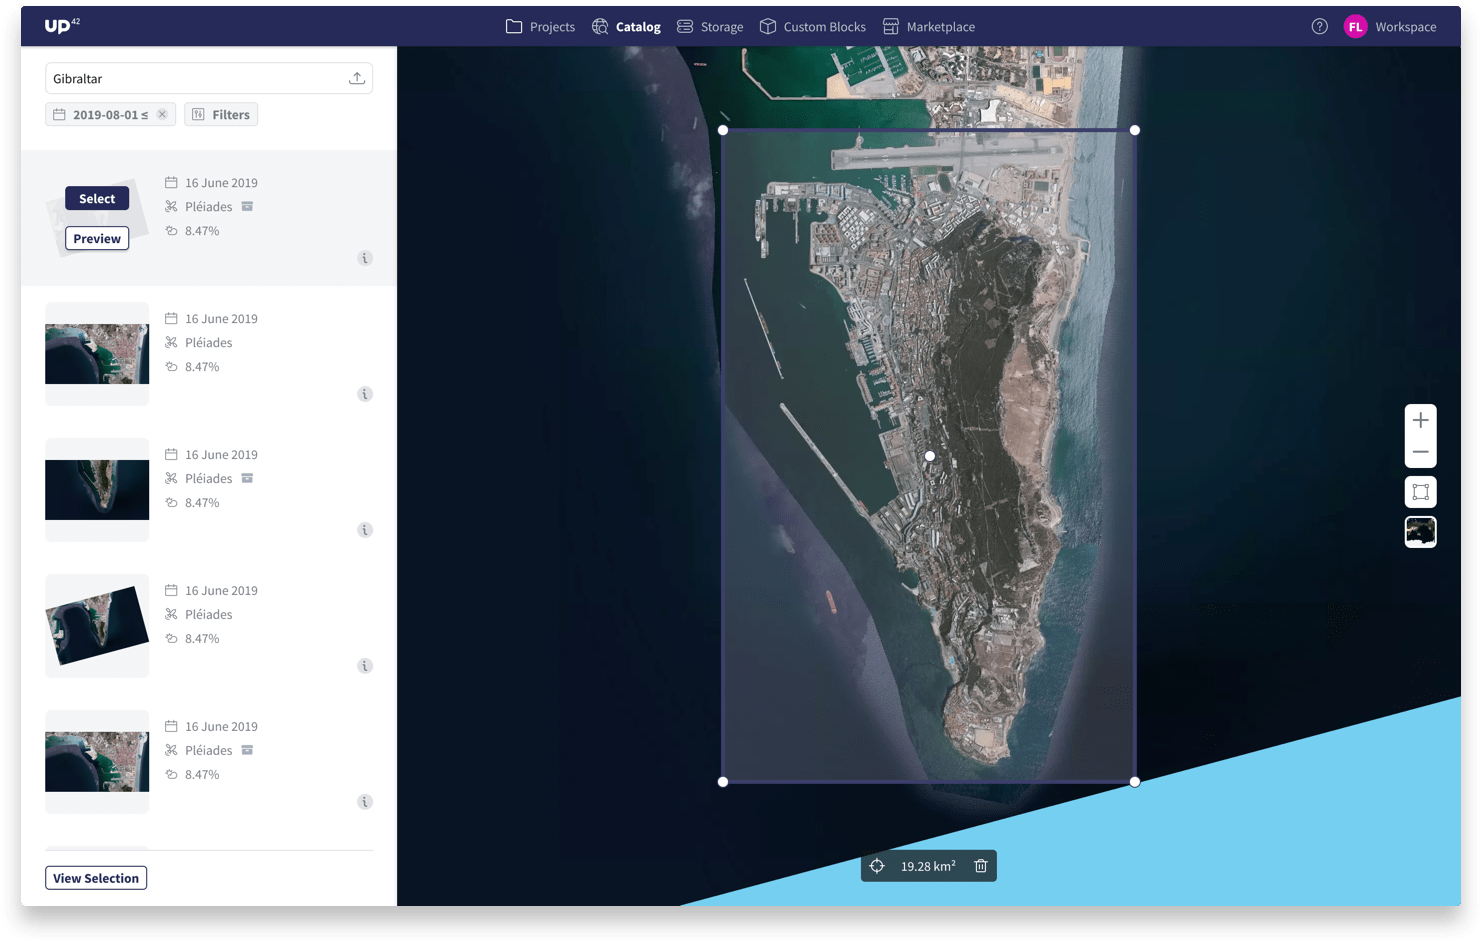 UP42
Projects
Catalog
Storage
Custom Blocks
Marketplace
?
FL
Workspace
Gibraltar
2019-08-01 ≤
Filters
Select
Preview
16 June 2019
Pléiades
8.47%
i
16 June 2019
Pléiades
8.47%
i
16 June 2019
Pléiades
8.47%
i
16 June 2019
Pléiades
8.47%
i
16 June 2019
Pléiades
8.47%
i
View Selection
19.28 km²